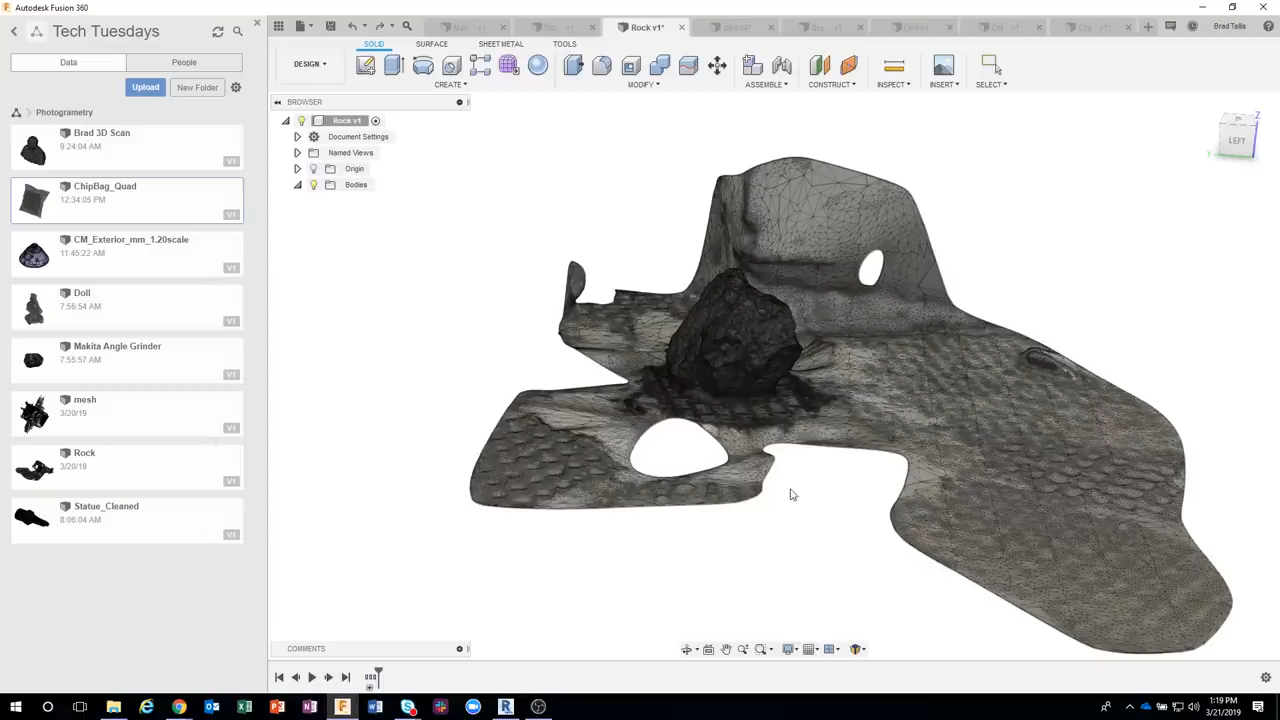 Autodesk Fusion 360
Tech Tuesdays
Data
People
Upload
New Folder
Photogrametry
Brad 3D Scan
9:24:04 AM
V1
ChipBag_Quad
12:34:05 PM
V1
CM_Exterior_mm_1.20scale
11:45:22 AM
V1
Doll
7:56:54 AM
V1
Makita Angle Grinder
7:55:57 AM
V1
mesh
3/20/19
V1
Rock
3/20/19
V1
Statue_Cleaned
8:06:04 AM
V1
Rock v1*
Brad Tallis
SOLID
SURFACE
SHEET METAL
TOOLS
DESIGN
CREATE
MODIFY
ASSEMBLE
CONSTRUCT
INSPECT
INSERT
SELECT
BROWSER
Rock v1
Document Settings
Named Views
Origin
Bodies
Z
LEFT
Y
COMMENTS
1:19 PM
3/21/2019